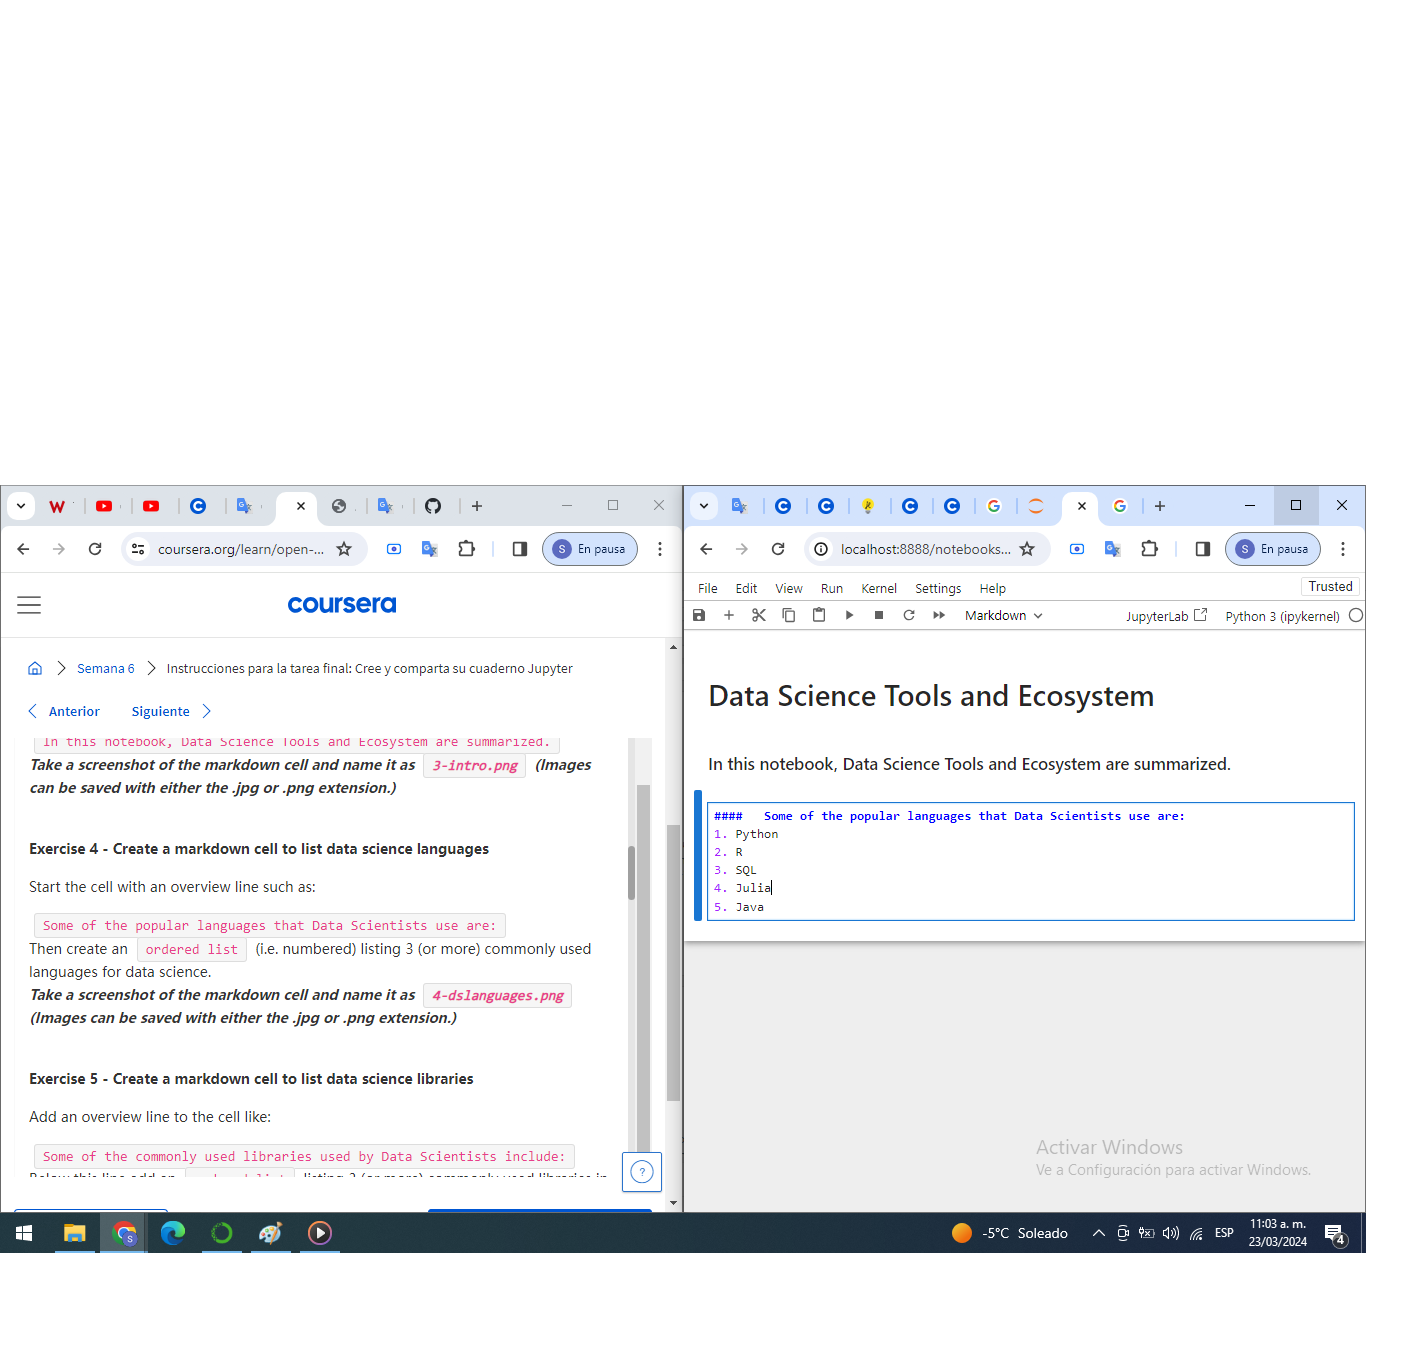 coursera.org/learn/open-...
En pausa
coursera
Semana 6
Instrucciones para la tarea final: Cree y comparta su cuaderno Jupyter
Anterior
Siguiente
In this notebook, Data Science Tools and Ecosystem are summarized.
Take a screenshot of the markdown cell and name it as 3-intro.png (Images
can be saved with either the .jpg or .png extension.)
Exercise 4 - Create a markdown cell to list data science languages
Start the cell with an overview line such as:
Some of the popular languages that Data Scientists use are:
Then create an ordered list (i.e. numbered) listing 3 (or more) commonly used
languages for data science.
Take a screenshot of the markdown cell and name it as 4-dslanguages.png
(Images can be saved with either the .jpg or .png extension.)
Exercise 5 - Create a markdown cell to list data science libraries
Add an overview line to the cell like:
Some of the commonly used libraries used by Data Scientists include:
localhost:8888/notebooks...
S En pausa
File Edit View Run Kernel Settings Help
Trusted
Markdown
JupyterLab
Python 3 (ipykernel)
Data Science Tools and Ecosystem
In this notebook, Data Science Tools and Ecosystem are summarized.
#### Some of the popular languages that Data Scientists use are:
1. Python
2. R
3. SQL
4. Julia
5. Java
Activar Windows
Ve a Configuración para activar Windows.
-5°C Soleado
ESP
11:03 a. m.
23/03/2024
4